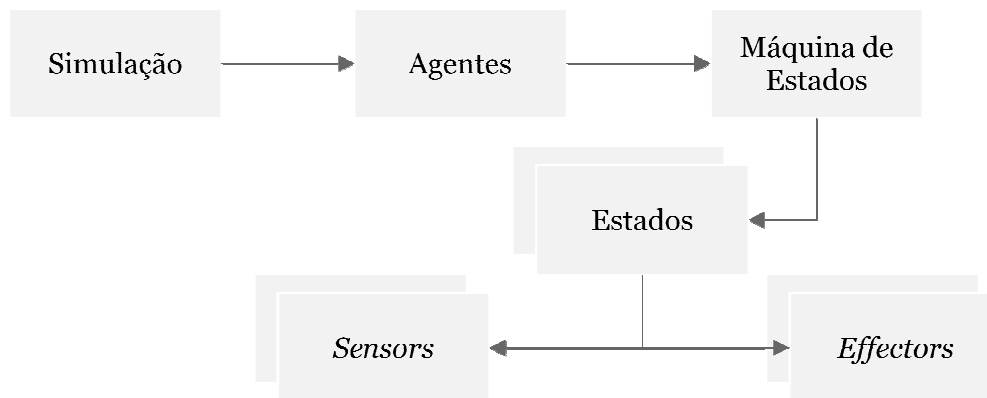 Simulação
Agentes
Máquina de
Estados
Estados
Sensors
Effectors